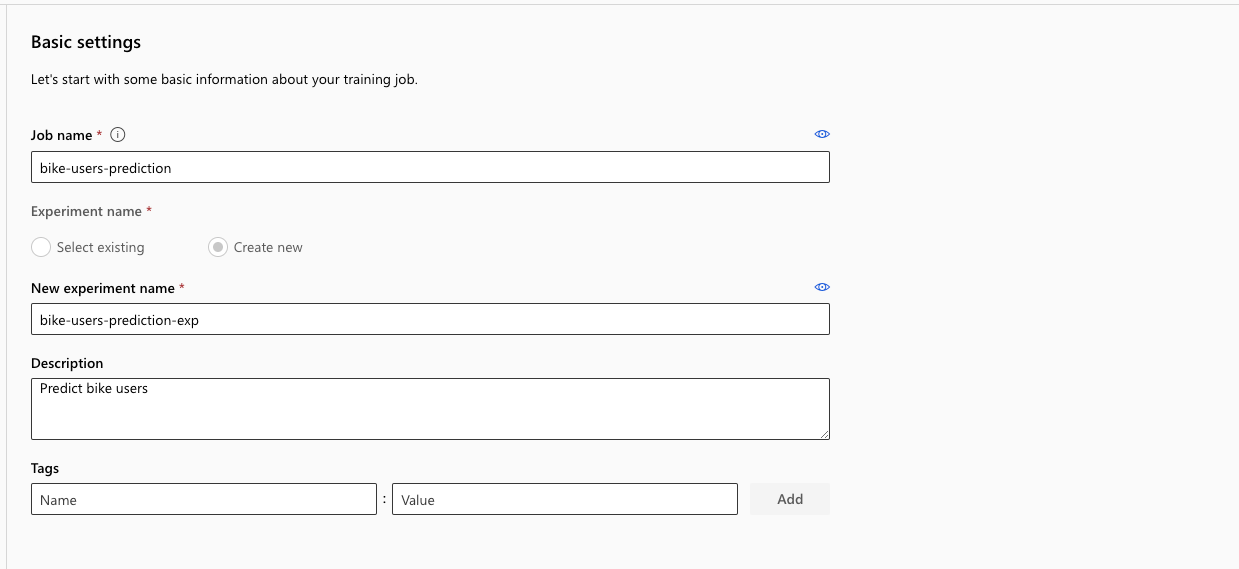 Basic settings
Let's start with some basic information about your training job.
Job name *
bike-users-prediction
Experiment name *
Select existing Create new
New experiment name *
bike-users-prediction-exp
Description
Predict bike users
Tags
Name : Value Add